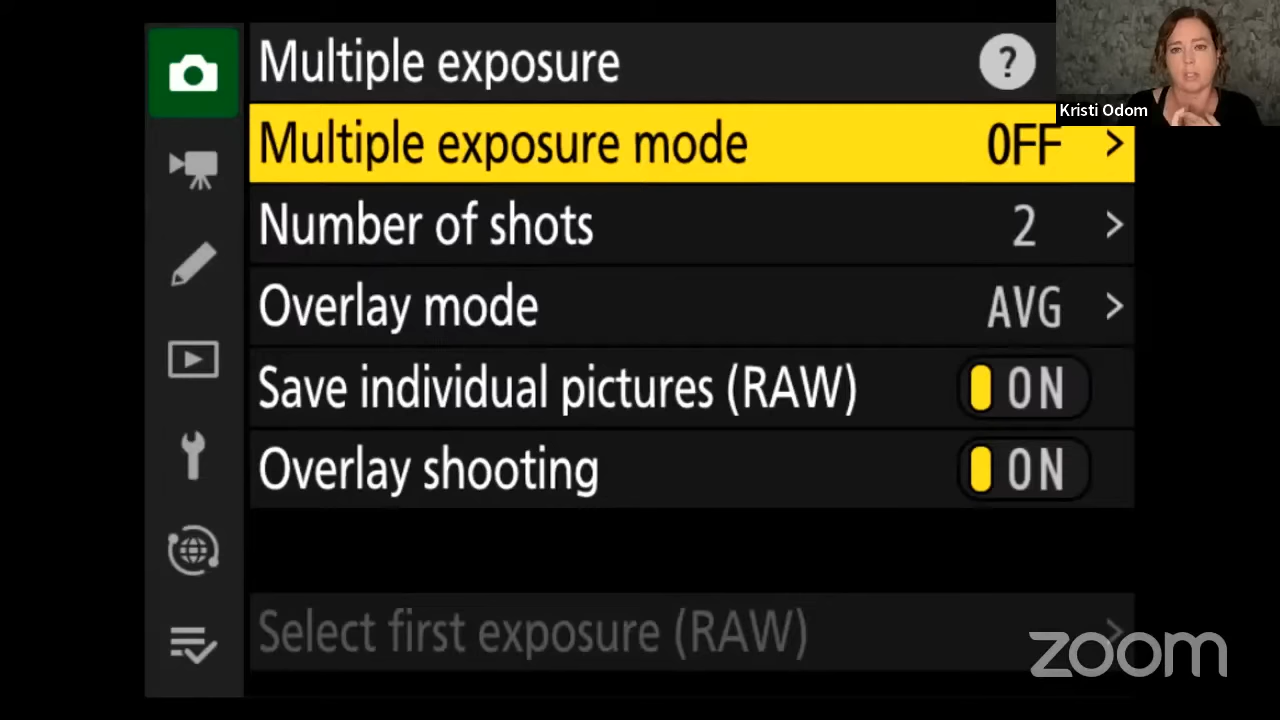 Multiple exposure
?
Kristi Odom
Multiple exposure mode OFF >
Number of shots 2 >
Overlay mode AVG >
Save individual pictures (RAW) ON
Overlay shooting ON
Select first exposure (RAW) >
zoom